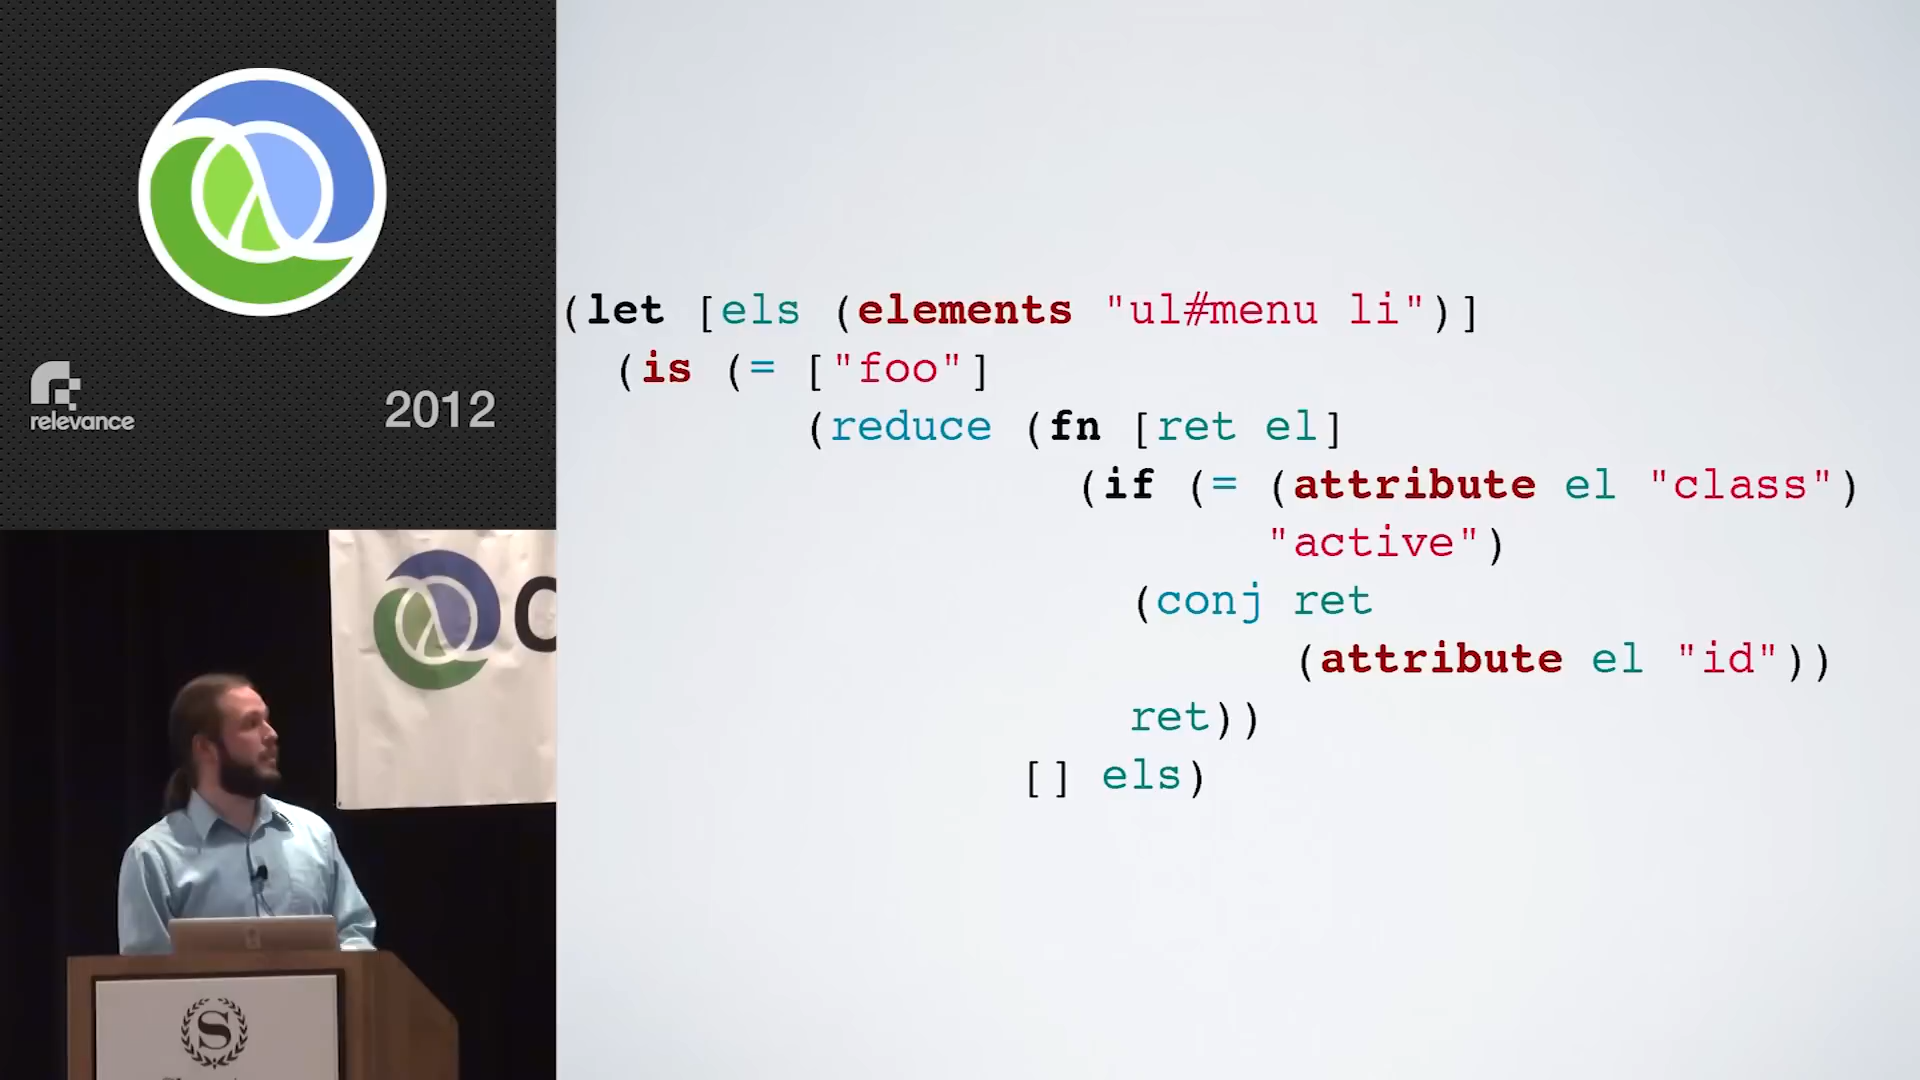 relevance
2012
(let [els (elements "ul#menu li")]
(is (= ["foo"]
(reduce (fn [ret el]
(if (= (attribute el "class")
"active")
(conj ret
(attribute el "id"))
ret))
[] els)
C
S